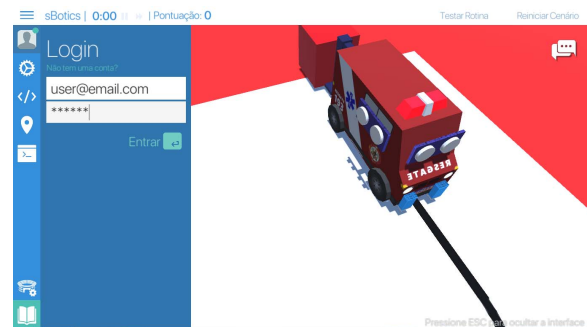 sBotics | 0:00 | Pontuação: 0
Testar Rotina
Reiniciar Cenário
Login
Não tem uma conta?
user@email.com
******
Entrar
</>
>_
RESGATE
Pressione ESC para ocultar a interface